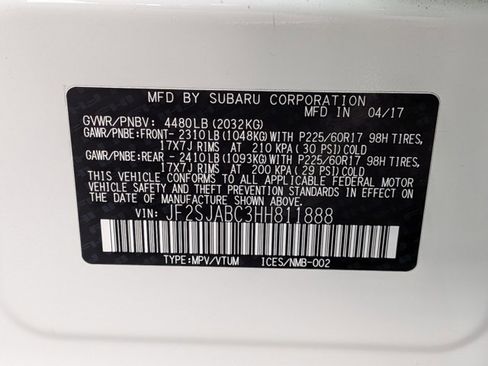 MFD BY SUBARU CORPORATION
IN 04/17
GVWR/PNBV: 4480LB(2032KG)
GAWR/PNBE:FRONT- 2310LB(1048KG)WITH P225/60R17 98H TIRES,
17X7J RIMS AT 210 KPA(30 PSI)COLD
GAWR/PNBE:REAR - 2410LB(1093KG)WITH P225/60R17 98H TIRES,
17X7J RIMS AT 200 KPA(29 PSI)COLD
THIS VEHICLE CONFORMS TO ALL APPLICABLE FEDERAL MOTOR
VEHICLE SAFETY AND THEFT PREVENTION STANDARDS IN EFFECT
ON THE DATE OF MANUFACTURE SHOWN ABOVE.
VIN: JF2SJABC3HH811888
TYPE:MPV/VTUM ICES/NMB-002